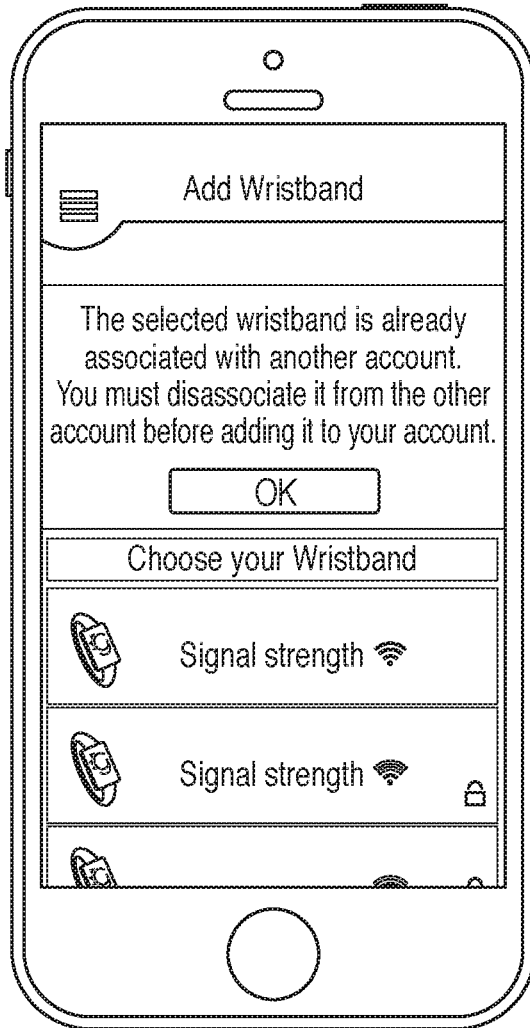 Add Wristband
The selected wristband is already
associated with another account.
You must disassociate it from the other
account before adding it to your account.
OK
Choose your Wristband
Signal strength
Signal strength